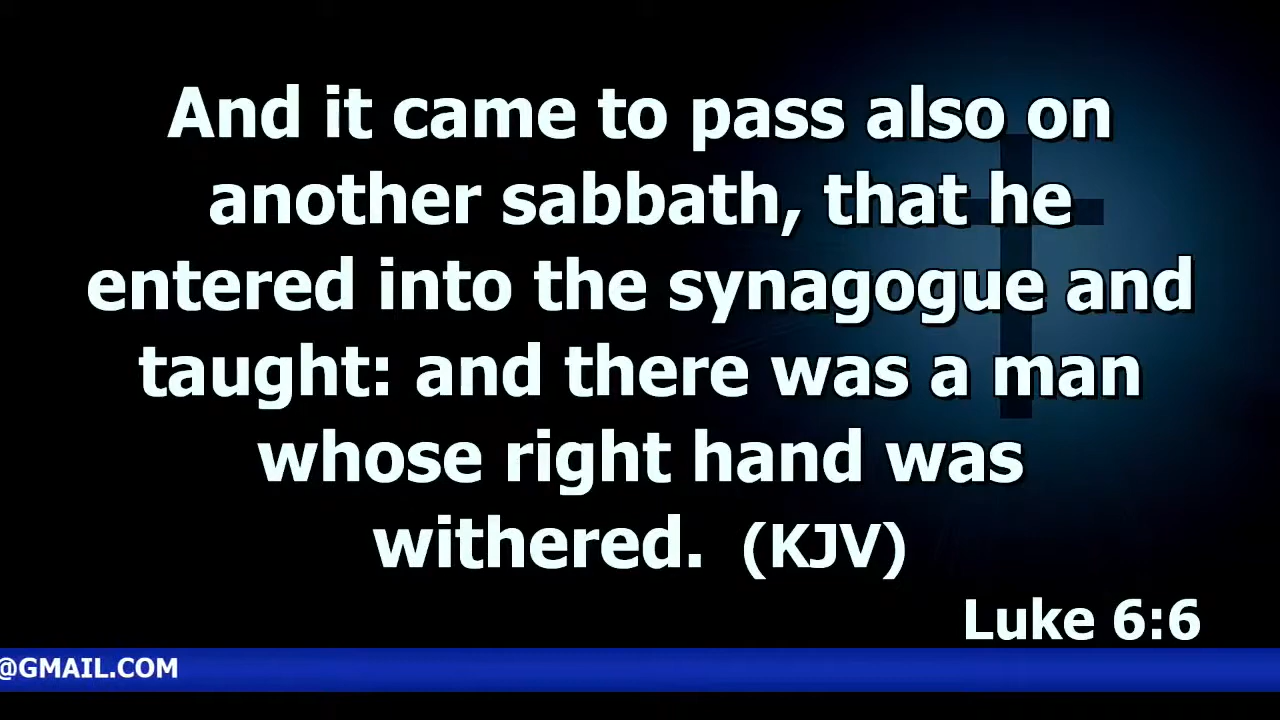 And it came to pass also on
another sabbath, that he
entered into the synagogue and
taught: and there was a man
whose right hand was
withered. (KJV)
Luke 6:6
@GMAIL.COM